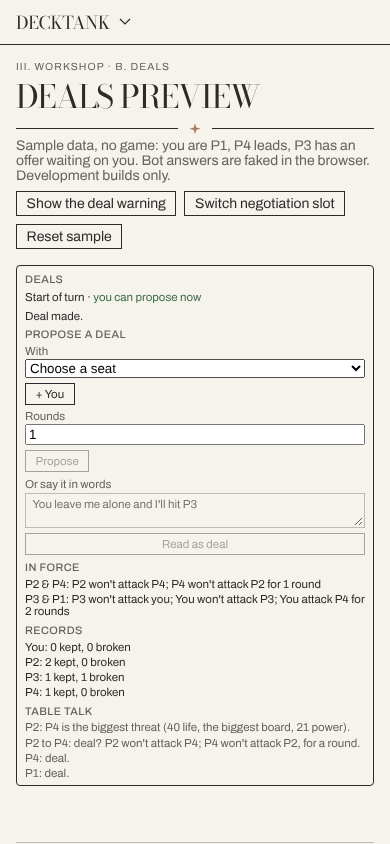 DECKTANK
III. WORKSHOP · B. DEALS
DEALS PREVIEW
Sample data, no game: you are P1, P4 leads, P3 has an
offer waiting on you. Bot answers are faked in the browser.
Development builds only.
Show the deal warning
Switch negotiation slot
Reset sample
DEALS
Start of turn · you can propose now
Deal made.
PROPOSE A DEAL
With
Choose a seat
+ You
Rounds
1
Propose
Or say it in words
You leave me alone and I'll hit P3
Read as deal
IN FORCE
P2 & P4: P2 won't attack P4; P4 won't attack P2 for 1 round
P3 & P1: P3 won't attack you; You won't attack P3; You attack P4 for
2 rounds
RECORDS
You: 0 kept, 0 broken
P2: 2 kept, 0 broken
P3: 1 kept, 1 broken
P4: 1 kept, 0 broken
TABLE TALK
P2: P4 is the biggest threat (40 life, the biggest board, 21 power).
P2 to P4: deal? P2 won't attack P4; P4 won't attack P2, for a round.
P4: deal.
P1: deal.